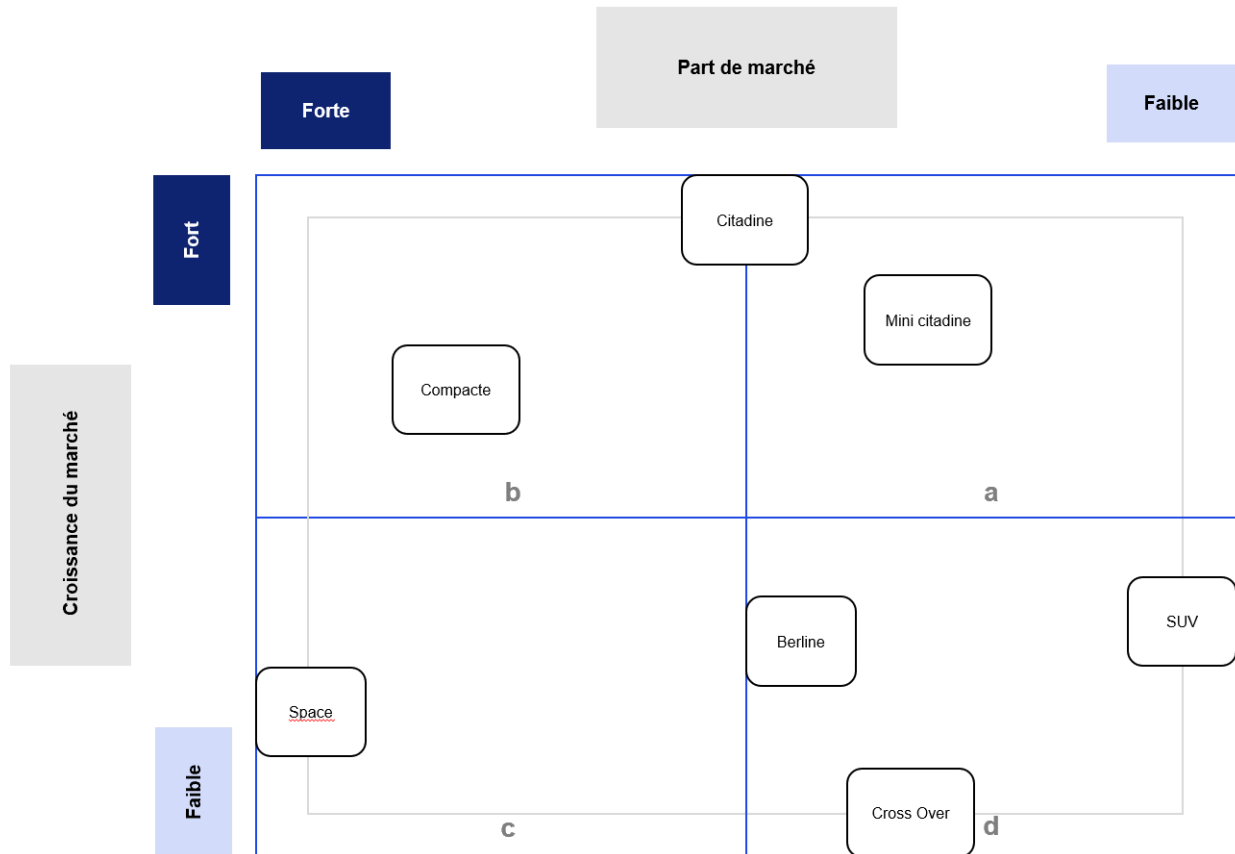 Part de marché
Forte
Faible
Fort
Citadine
Mini citadine
Compacte
Croissance du marché
b
a
Berline
SUV
Space
Faible
Cross Over
c
d